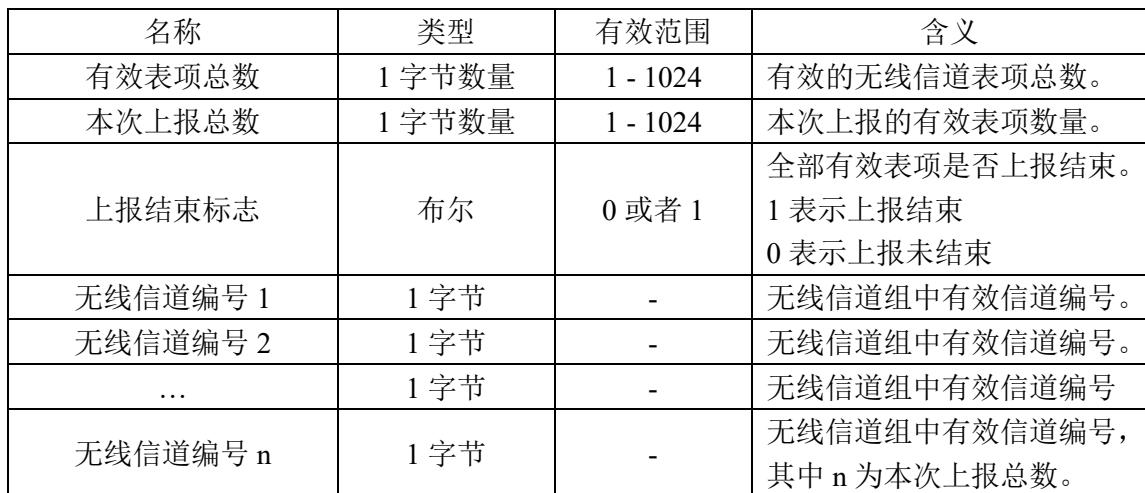 名称 类型 有效范围 含义
有效表项总数 1 字节数量 1 - 1024 有效的无线信道表项总数。
本次上报总数 1 字节数量 1 - 1024 本次上报的有效表项数量。
上报结束标志 布尔 0 或者 1 全部有效表项是否上报结束。
1 表示上报结束
0 表示上报未结束
无线信道编号 1 1 字节 - 无线信道组中有效信道编号。
无线信道编号 2 1 字节 - 无线信道组中有效信道编号。
… 1 字节 - 无线信道组中有效信道编号
无线信道编号 n 1 字节 - 无线信道组中有效信道编号，
其中 n 为本次上报总数。